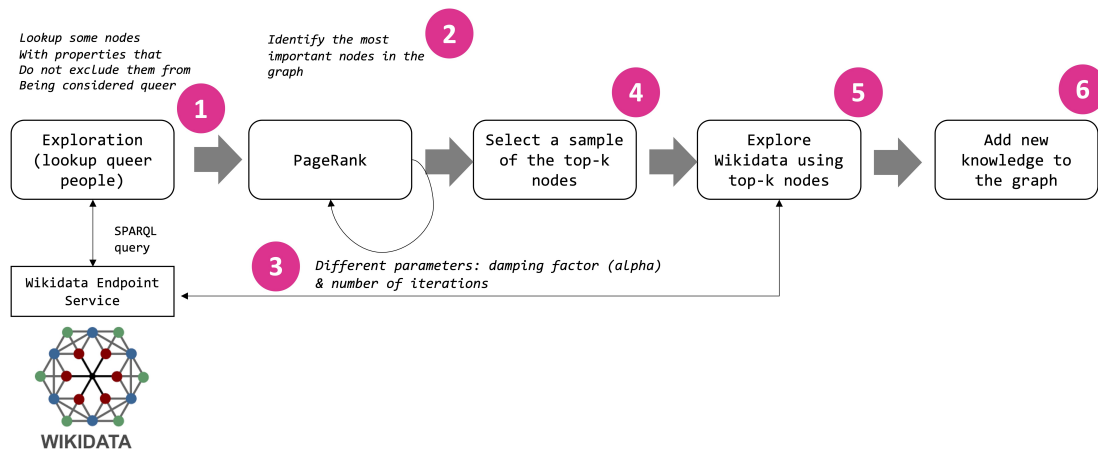 Lookup some nodes
With properties that
Do not exclude them from
Being considered queer
1
Identify the most
important nodes in the
graph
2
4
5
6
Exploration
(lookup queer
people)
PageRank
Select a sample
of the top-k
nodes
Explore
Wikidata using
top-k nodes
Add new
knowledge to
the graph
SPARQL
query
3
Different parameters: damping factor (alpha)
& number of iterations
Wikidata Endpoint
Service
WIKIDATA